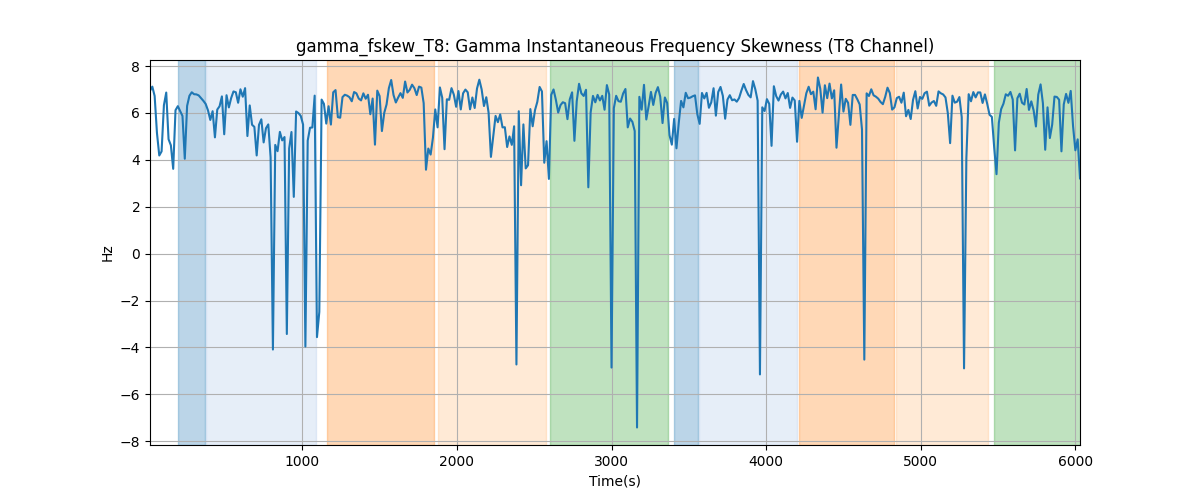 gamma_fskew_T8: Gamma Instantaneous Frequency Skewness (T8 Channel)
8
6
4
2
0
−2
−4
−6
−8
Hz
1000 2000 3000 4000 5000 6000
Time(s)